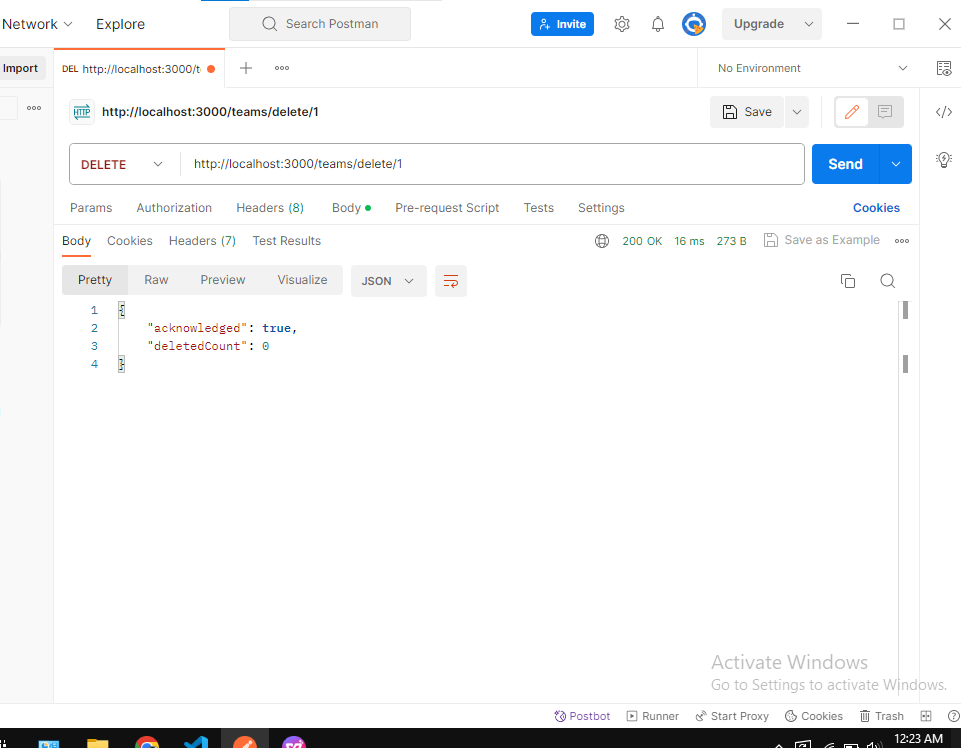 Network Explore Search Postman Invite Upgrade
Import DEL http://localhost:3000/t No Environment
HTTP http://localhost:3000/teams/delete/1 Save
DELETE http://localhost:3000/teams/delete/1 Send
Params Authorization Headers (8) Body Pre-request Script Tests Settings Cookies
Body Cookies Headers (7) Test Results 200 OK 16 ms 273 B Save as Example
Pretty Raw Preview Visualize JSON
1 {
2 "acknowledged": true,
3 "deletedCount": 0
4 }
Activate Windows
Go to Settings to activate Windows.
Postbot Runner Start Proxy Cookies Trash
12:23 AM